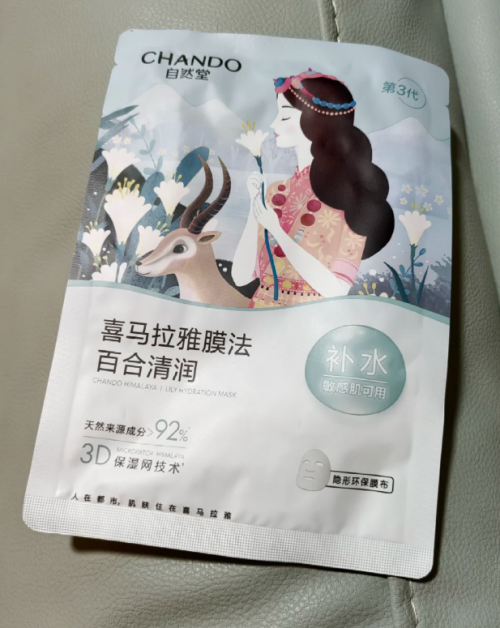 CHANDO
自然堂
第3代
喜马拉雅膜法
百合清润
CHANDO HIMALAYA | LILY HYDRATION MASK
补水
敏感肌可用
天然来源成分>92%
3D 保湿网技术
隐形环保膜布
人在都市,肌肤住在喜马拉雅